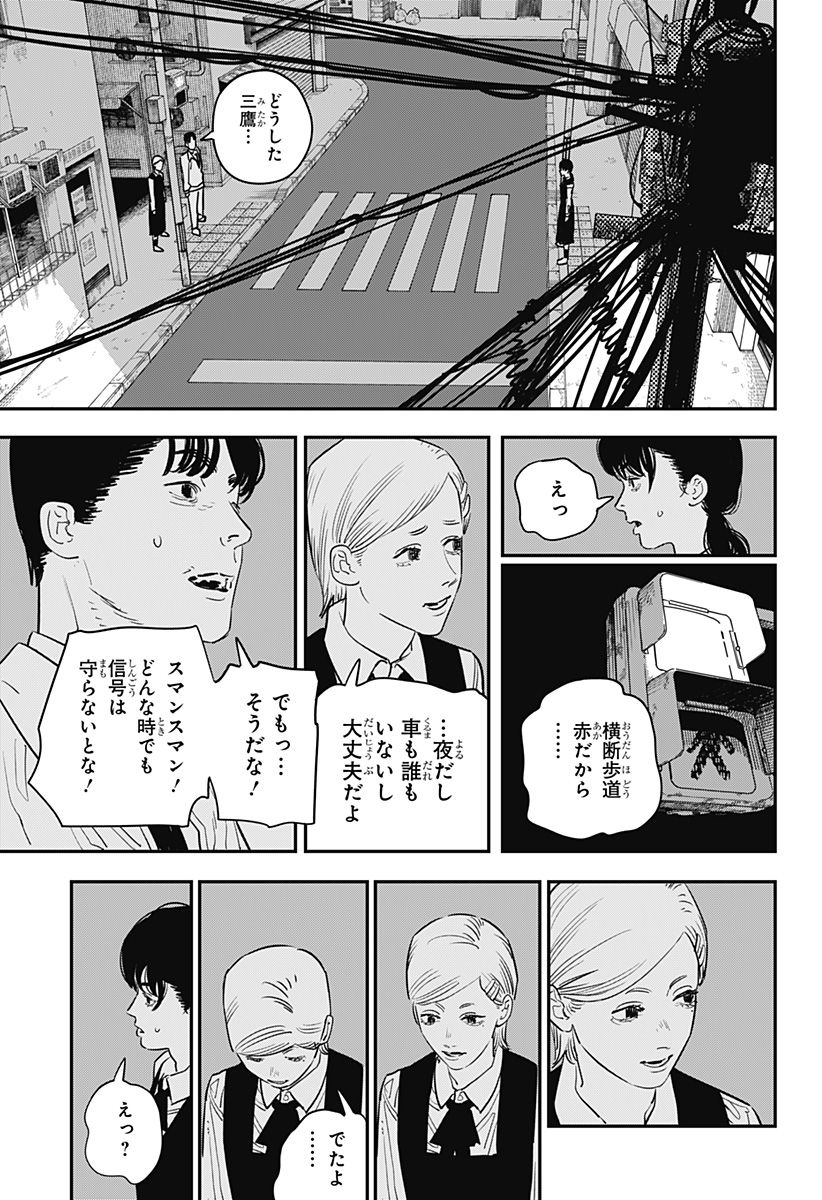 どうした
三鷹…
えっ
横断歩道
赤だから
……
…夜だし
車も誰も
いないし
大丈夫だよ
でもっ…
そうだな！
スマンスマン！
どんな時でも
信号は
守らないとな！
でたよ
……
えっ？